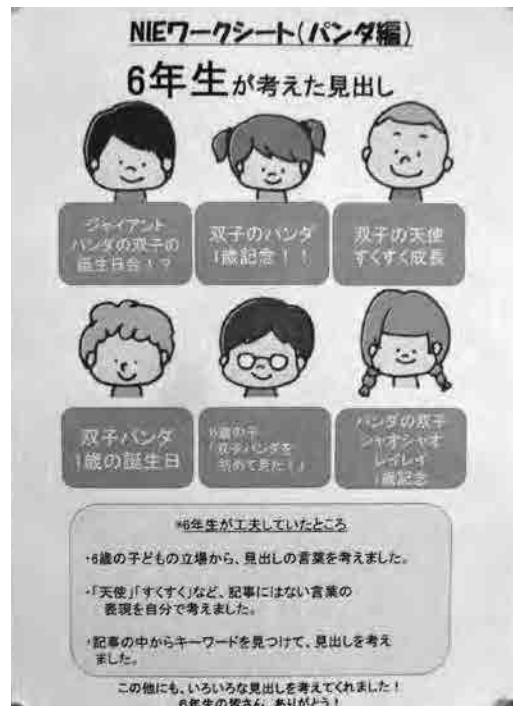 NIEワークシート(パンダ編)
6年生が考えた見出し
ジャイアント
パンダの双子の
誕生日会!?
双子のパンダ
1歳記念!!
双子の天使
すくすく成長
双子パンダ
1歳の誕生日
6歳の子
「双子パンダを
初めて見た!」
パンダの双子
シャオシャオ
レイレイ
1歳記念
*6年生が工夫していたところ
・6歳の子どもの立場から、見出しの言葉を考えました。
・「天使」「すくすく」など、記事にはない言葉の
表現を自分で考えました。
・記事の中からキーワードを見つけて、見出しを考え
ました。
この他にも、いろいろな見出しを考えてくれました!
6年生の皆さん、ありがとう!